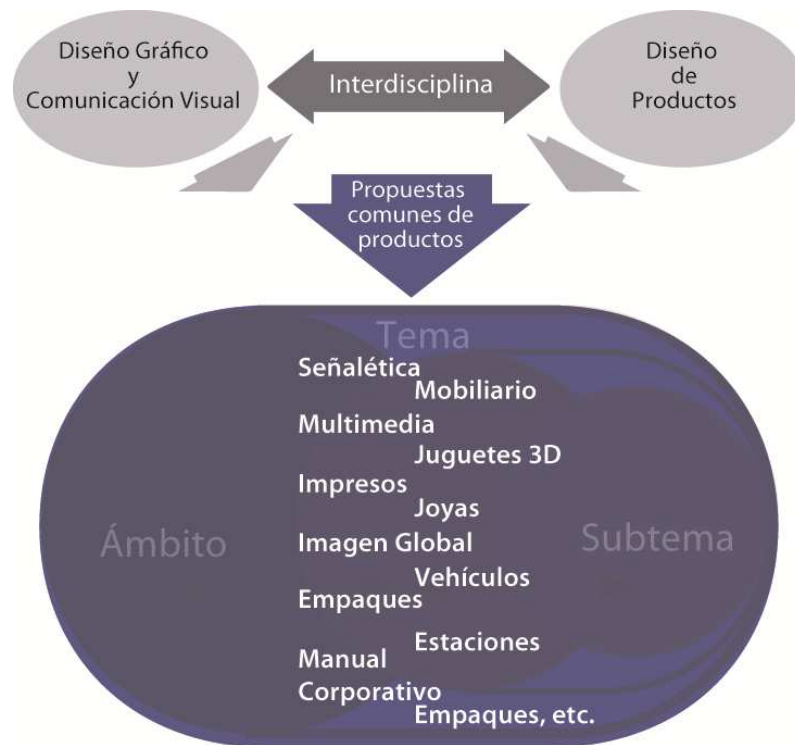 Diseño Gráfico
y
Comunicación Visual
Interdisciplina
Diseño
de
Productos
Propuestas
comunes de
productos
Tema
Señalética
Mobiliario
Multimedia
Juguetes 3D
Impresos
Joyas
Ámbito
Imagen Global
Subtema
Vehículos
Empaques
Estaciones
Manual
Corporativo
Empaques, etc.